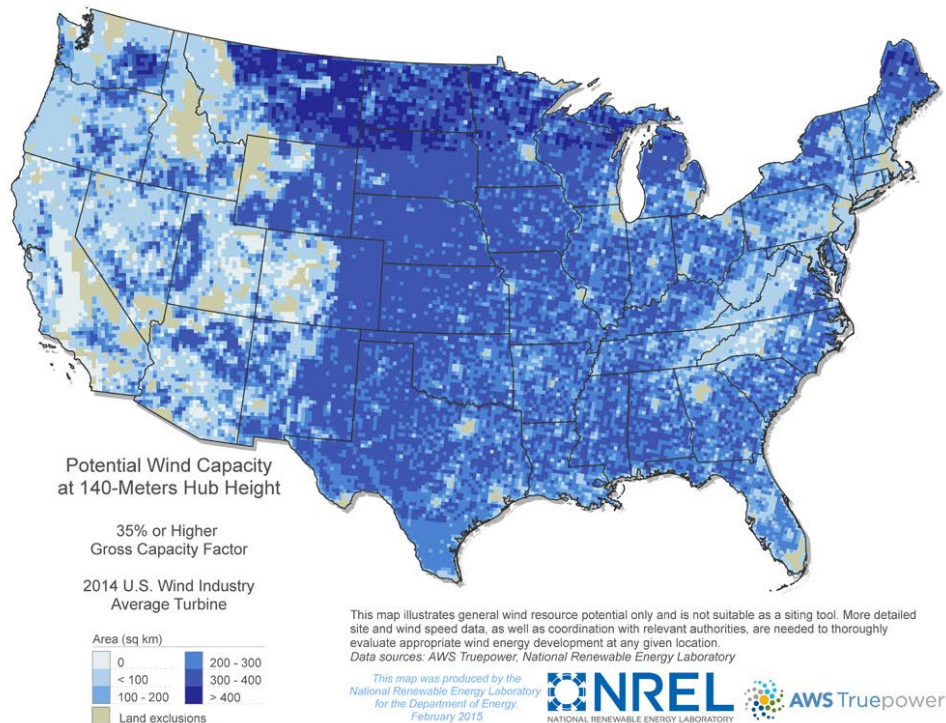 Potential Wind Capacity
at 140-Meters Hub Height
35% or Higher
Gross Capacity Factor
2014 U.S. Wind Industry
Average Turbine
Area (sq km)
0
< 100
100 - 200
200 - 300
300 - 400
> 400
Land exclusions
This map illustrates general wind resource potential only and is not suitable as a siting tool. More detailed
site and wind speed data, as well as coordination with relevant authorities, are needed to thoroughly
evaluate appropriate wind energy development at any given location.
Data sources: AWS Truepower, National Renewable Energy Laboratory
This map was produced by the
National Renewable Energy Laboratory
for the Department of Energy.
February 2015
NREL
NATIONAL RENEWABLE ENERGY LABORATORY
AWS Truepower